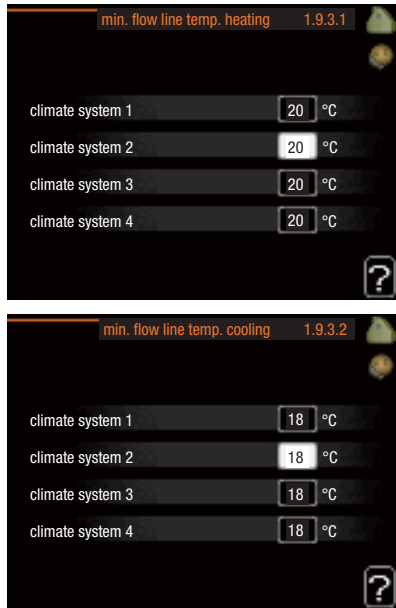 min. flow line temp. heating 1.9.3.1
climate system 1 20 °C
climate system 2 20 °C
climate system 3 20 °C
climate system 4 20 °C
?
min. flow line temp. cooling 1.9.3.2
climate system 1 18 °C
climate system 2 18 °C
climate system 3 18 °C
climate system 4 18 °C
?